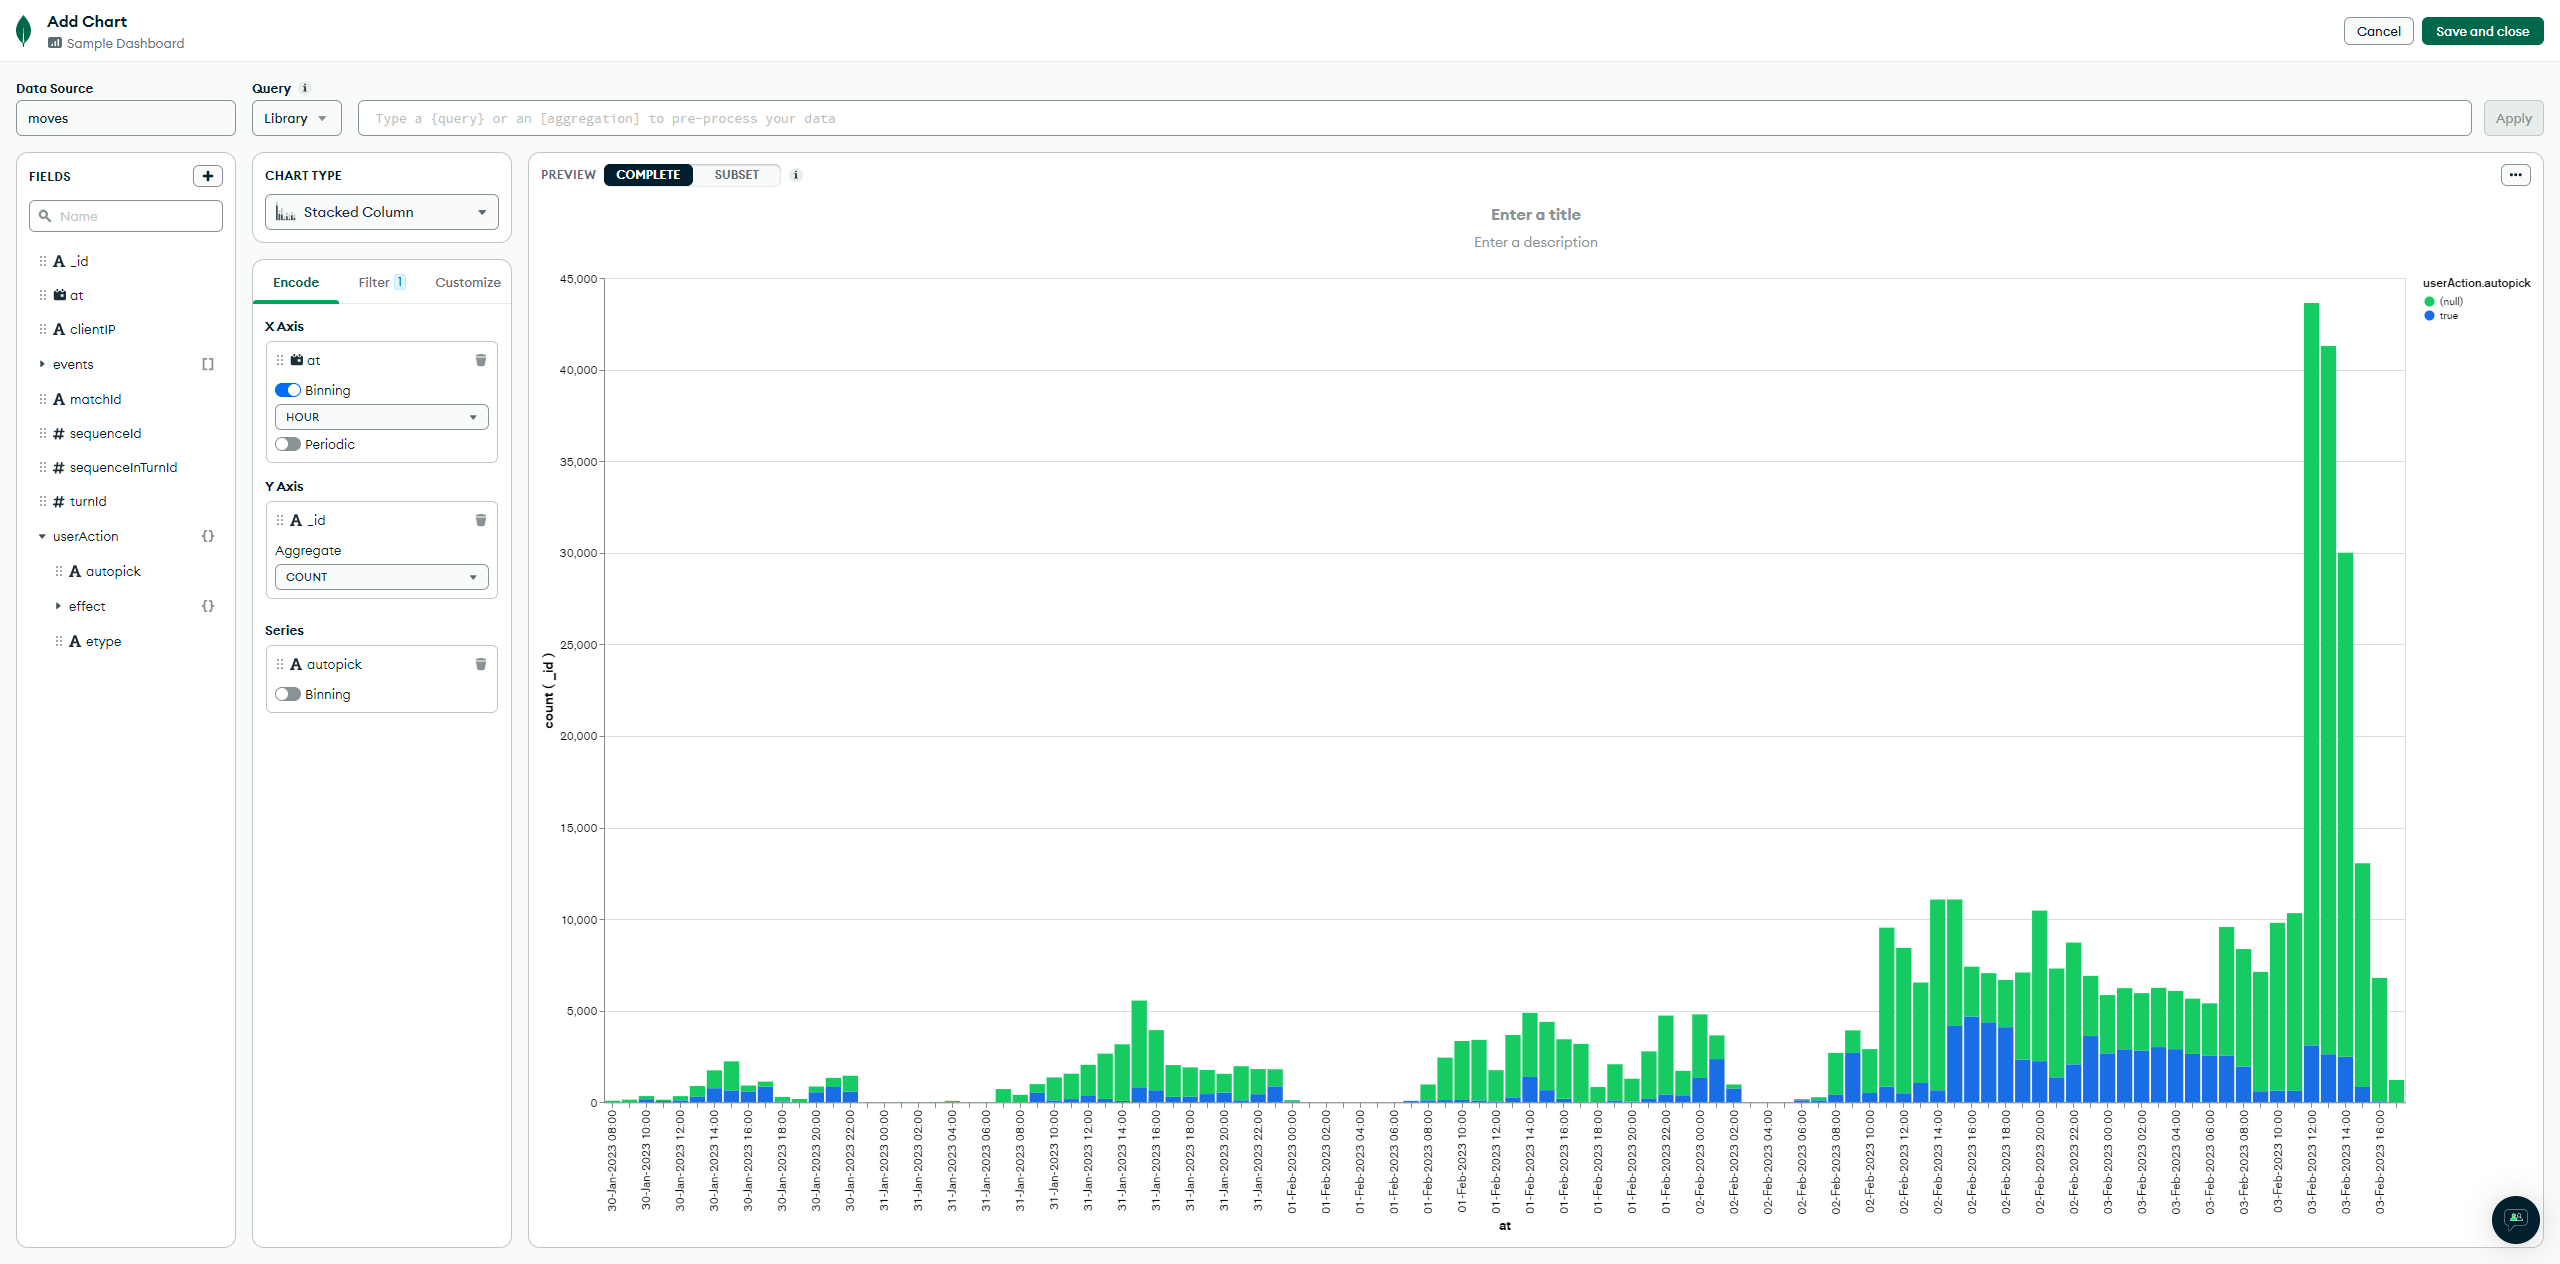 Add Chart
Sample Dashboard
Cancel
Save and close
Data Source
moves
Query
Library
Type a {query} or an [aggregation] to pre-process your data
Apply
FIELDS
+
Name
A _id
at
A clientIP
events []
A matchId
# sequenceId
# sequenceInTurnId
# turnId
userAction {}
A autopick
effect {}
A etype
CHART TYPE
Stacked Column
Encode
Filter 1
Customize
X Axis
at
Binning
HOUR
Periodic
Y Axis
A _id
Aggregate
COUNT
Series
A autopick
Binning
PREVIEW
COMPLETE
SUBSET
Enter a title
Enter a description
45,000
40,000
35,000
30,000
25,000
20,000
15,000
10,000
5,000
0
count ( _id )
30-Jan-2023 08:00
30-Jan-2023 10:00
30-Jan-2023 12:00
30-Jan-2023 14:00
30-Jan-2023 16:00
30-Jan-2023 18:00
30-Jan-2023 20:00
30-Jan-2023 22:00
31-Jan-2023 00:00
31-Jan-2023 02:00
31-Jan-2023 04:00
31-Jan-2023 06:00
31-Jan-2023 08:00
31-Jan-2023 10:00
31-Jan-2023 12:00
31-Jan-2023 14:00
31-Jan-2023 16:00
31-Jan-2023 18:00
31-Jan-2023 20:00
31-Jan-2023 22:00
01-Feb-2023 00:00
01-Feb-2023 02:00
01-Feb-2023 04:00
01-Feb-2023 06:00
01-Feb-2023 08:00
01-Feb-2023 10:00
01-Feb-2023 12:00
01-Feb-2023 14:00
01-Feb-2023 16:00
01-Feb-2023 18:00
01-Feb-2023 20:00
01-Feb-2023 22:00
02-Feb-2023 00:00
02-Feb-2023 02:00
02-Feb-2023 04:00
02-Feb-2023 06:00
02-Feb-2023 08:00
02-Feb-2023 10:00
02-Feb-2023 12:00
02-Feb-2023 14:00
02-Feb-2023 16:00
02-Feb-2023 18:00
02-Feb-2023 20:00
02-Feb-2023 22:00
03-Feb-2023 00:00
03-Feb-2023 02:00
03-Feb-2023 04:00
03-Feb-2023 06:00
03-Feb-2023 08:00
03-Feb-2023 10:00
03-Feb-2023 12:00
03-Feb-2023 14:00
03-Feb-2023 16:00
at
userAction.autopick
(null)
true